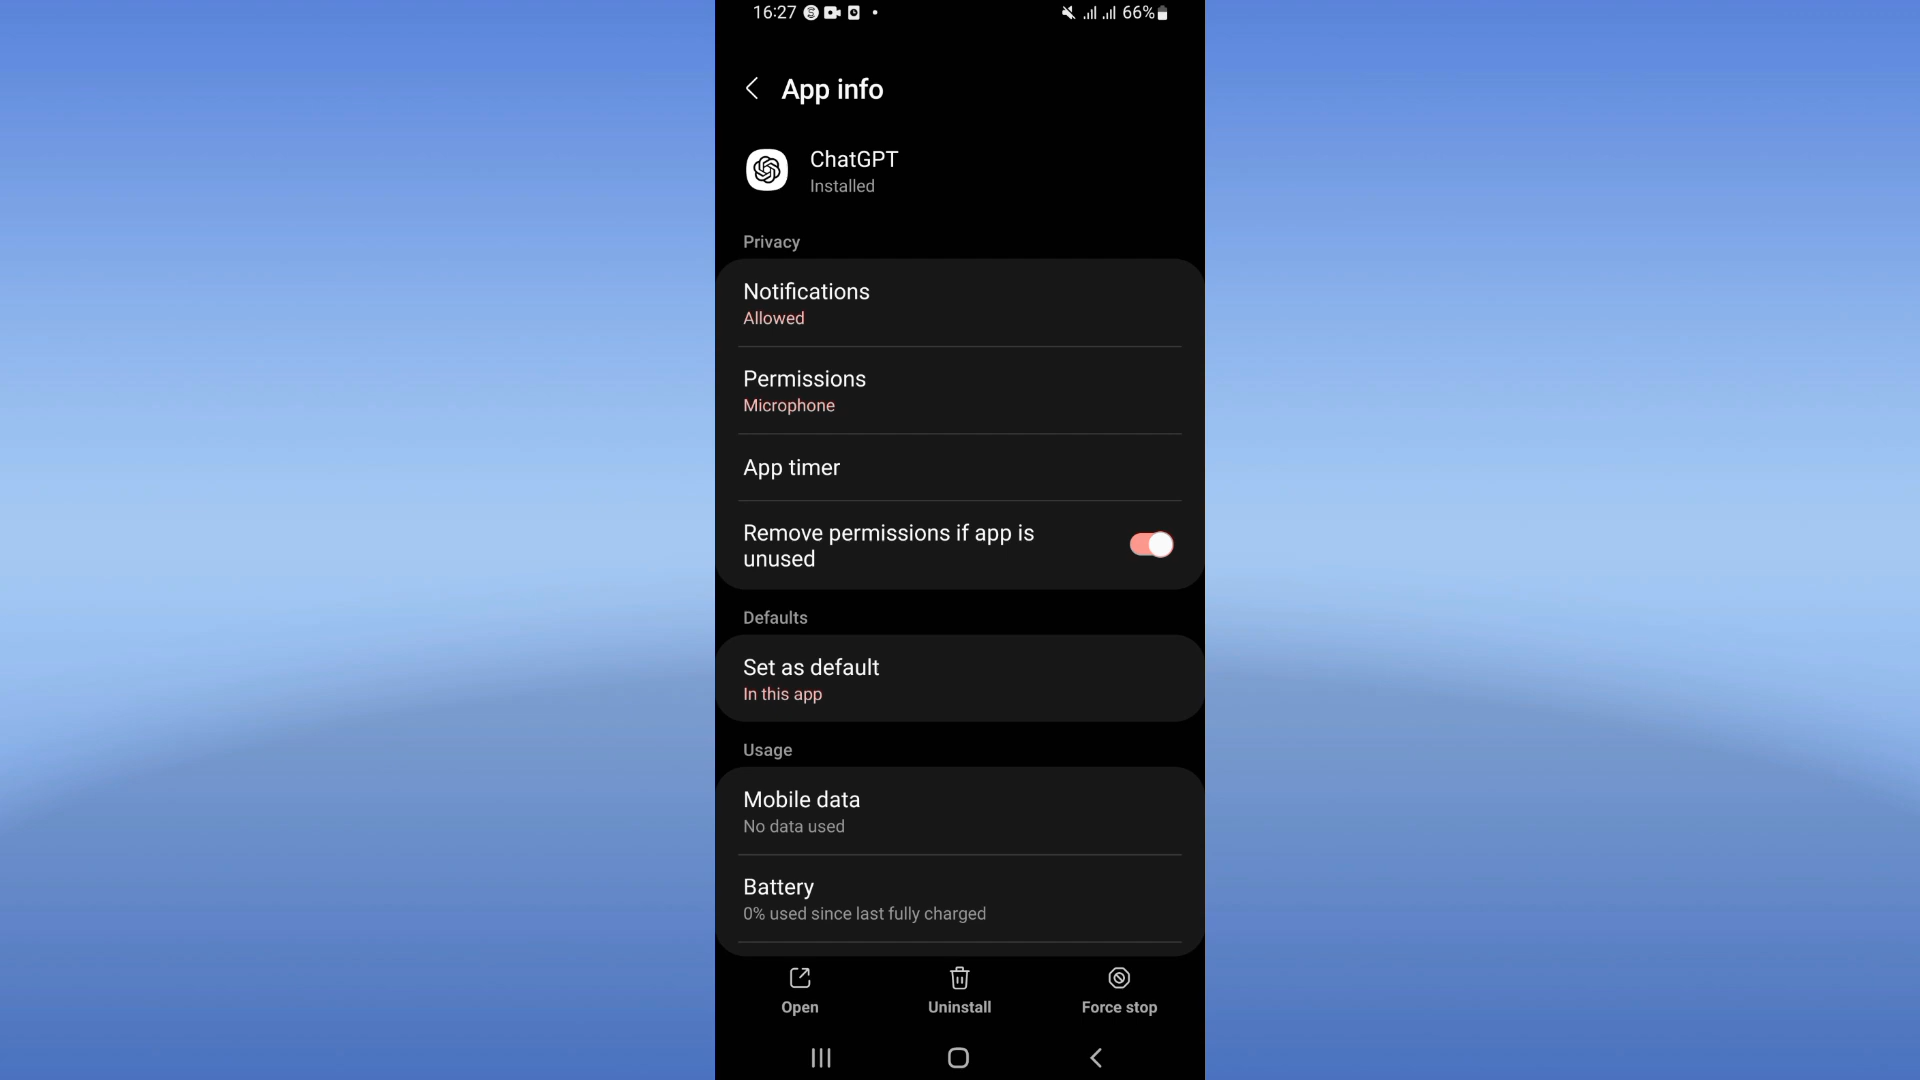 16:27
66%
App info
ChatGPT
Installed
Privacy
Notifications
Allowed
Permissions
Microphone
App timer
Remove permissions if app is
unused
Defaults
Set as default
In this app
Usage
Mobile data
No data used
Battery
0% used since last fully charged
Open
Uninstall
Force stop